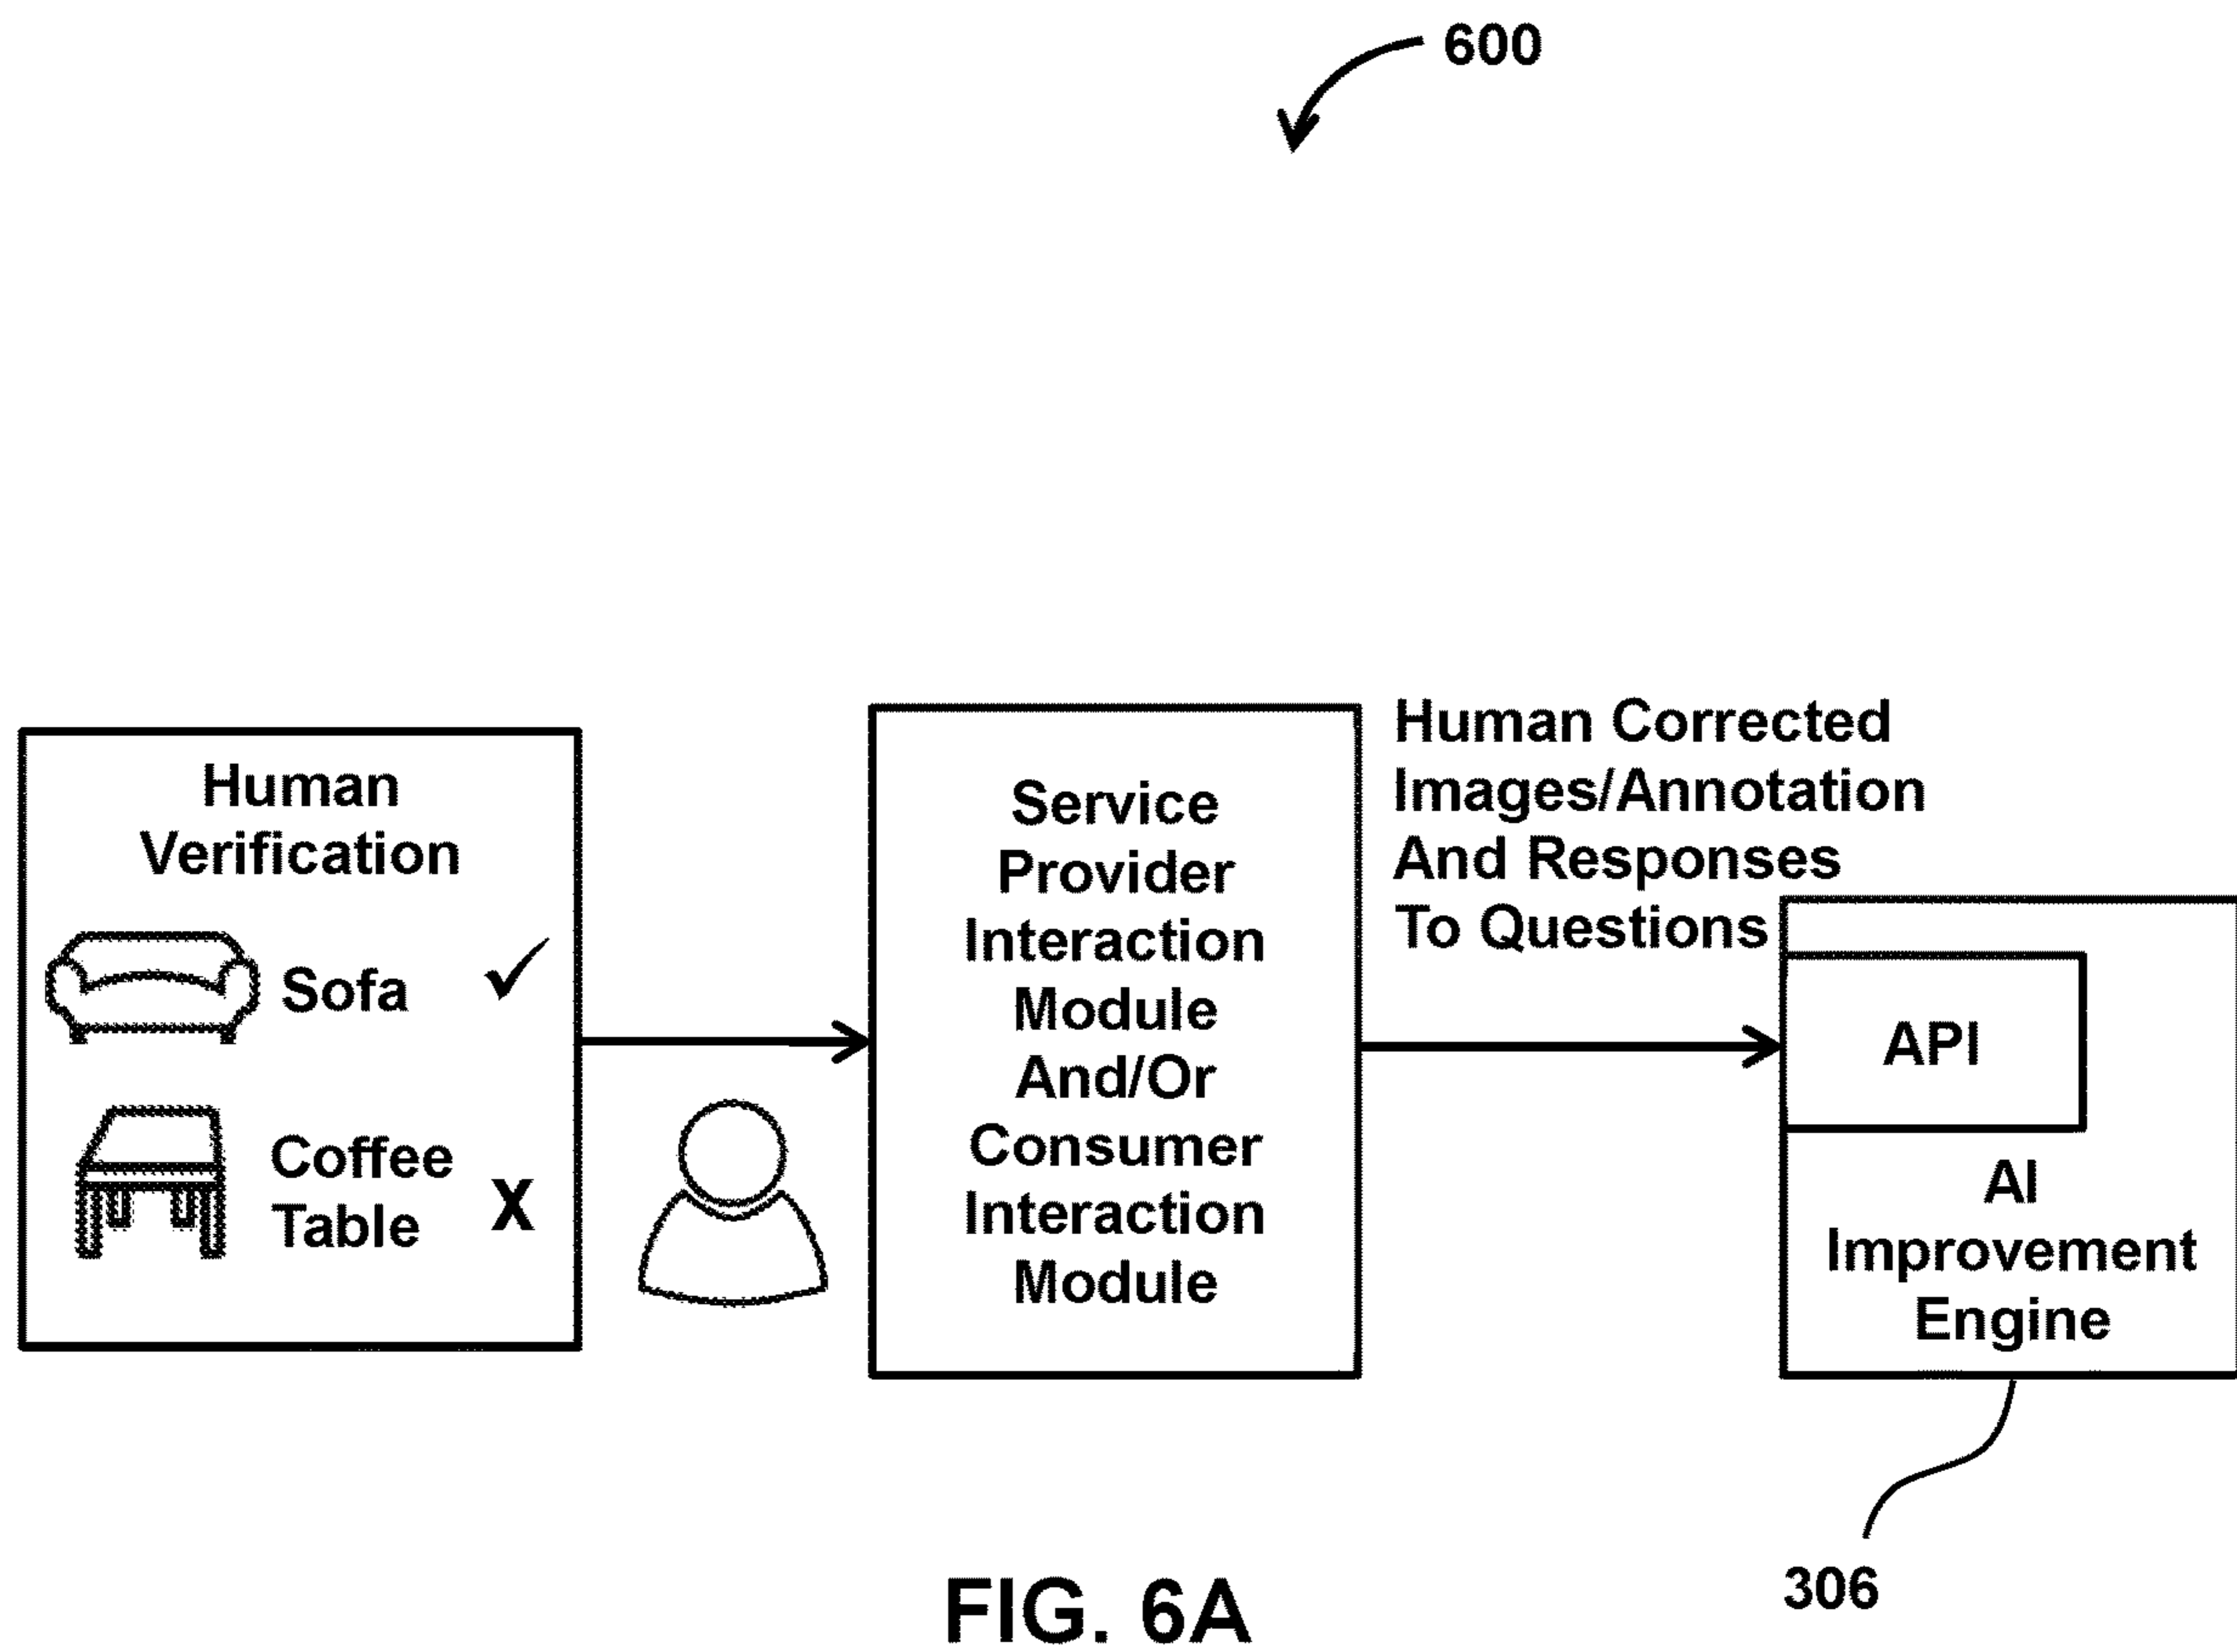 600
Human
Verification
Sofa ✓
Coffee
Table X
Service
Provider
Interaction
Module
And/Or
Consumer
Interaction
Module
Human Corrected
Images/Annotation
And Responses
To Questions
API
AI
Improvement
Engine
306
FIG. 6A